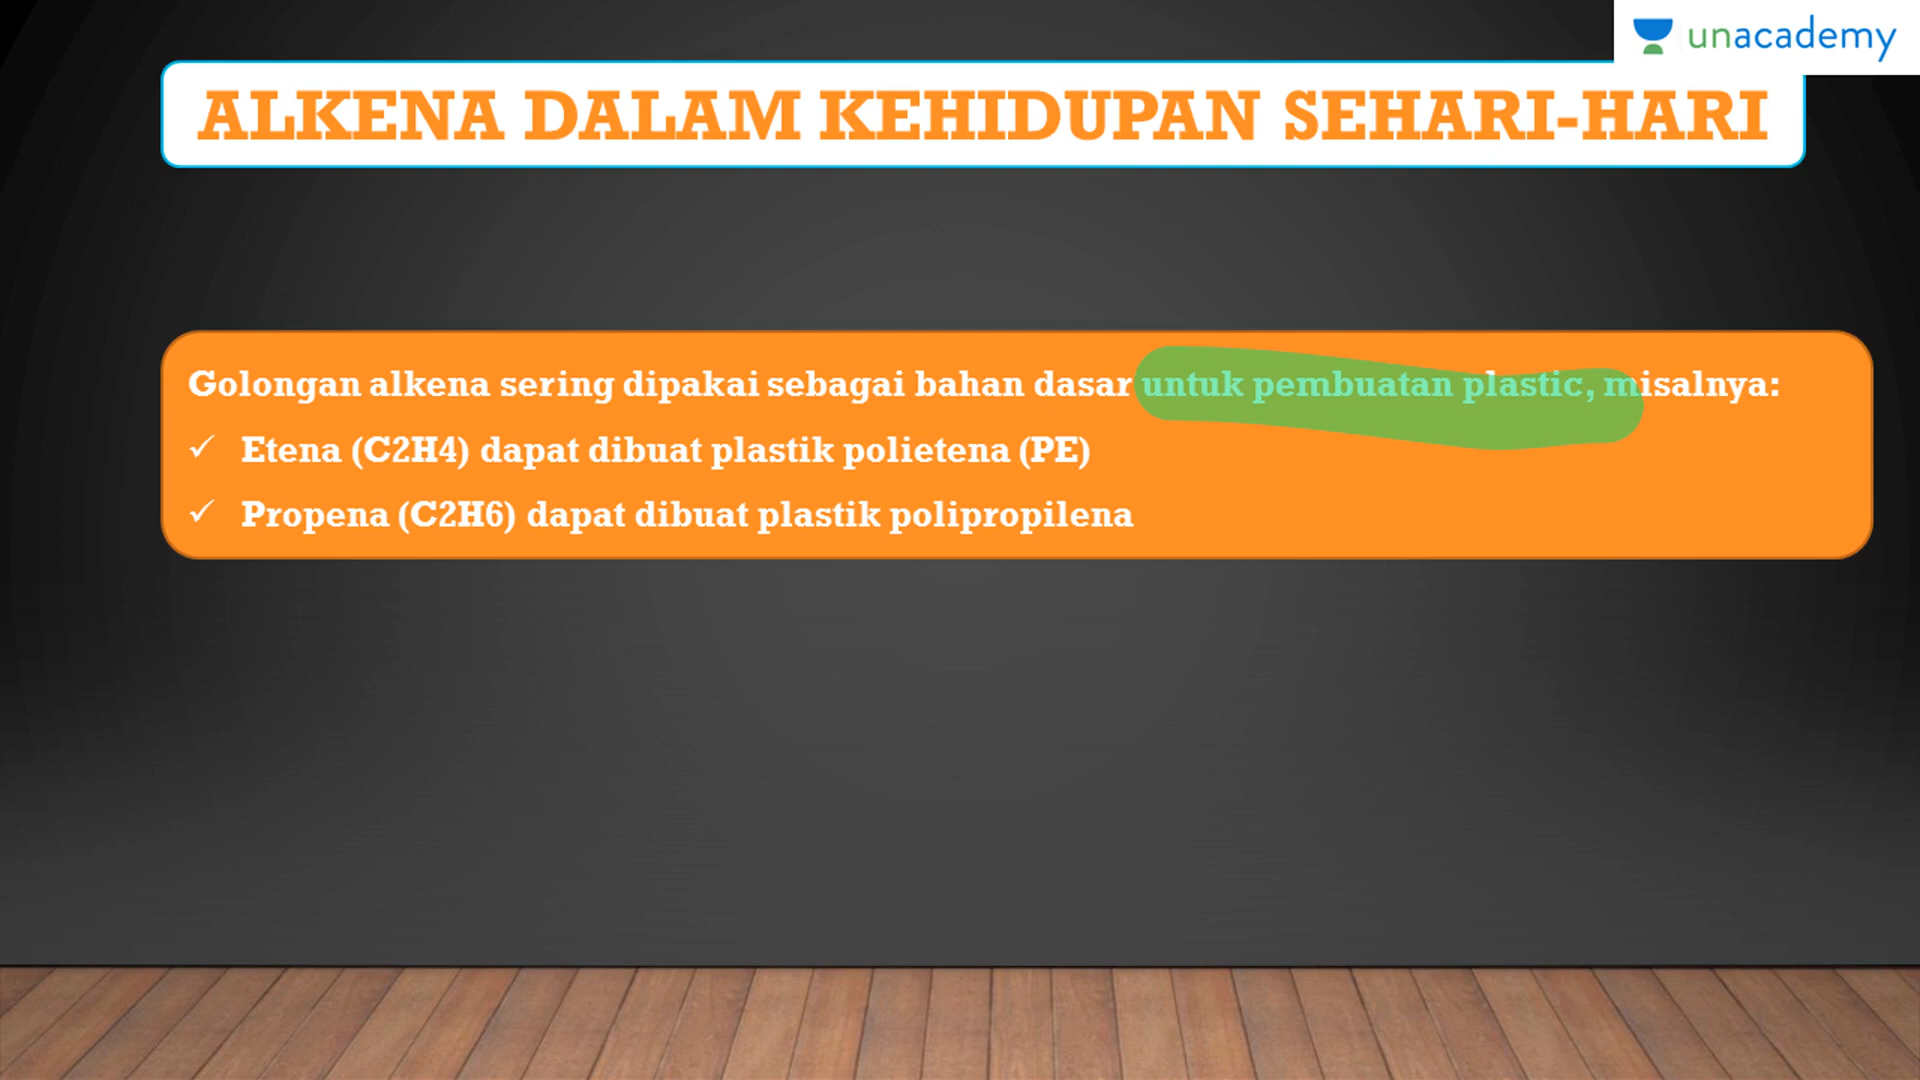 unacademy
ALKENA DALAM KEHIDUPAN SEHARI-HARI
Golongan alkena sering dipakai sebagai bahan dasar untuk pembuatan plastic, misalnya:
✓ Etena (C2H4) dapat dibuat plastik polietena (PE)
✓ Propena (C2H6) dapat dibuat plastik polipropilena